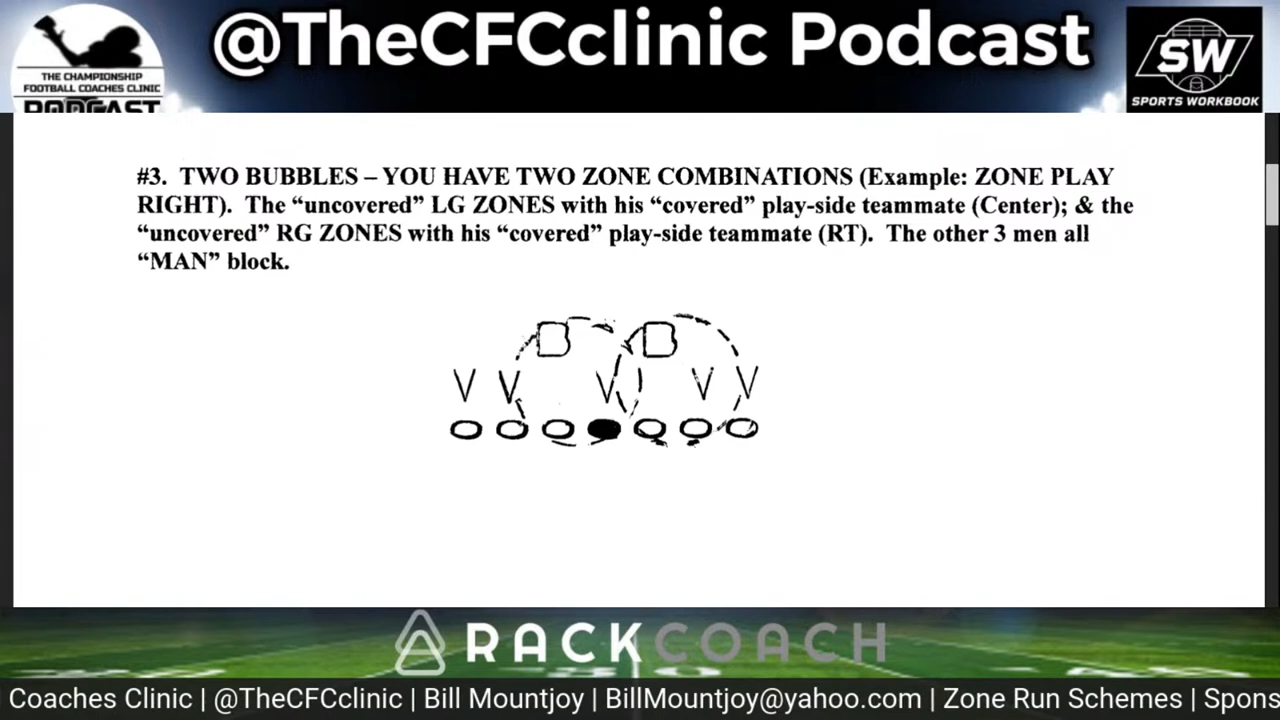 @TheCFCclinic Podcast
THE CHAMPIONSHIP
FOOTBALL COACHES CLINIC
PODCAST
SW
SPORTS WORKBOOK
#3. TWO BUBBLES – YOU HAVE TWO ZONE COMBINATIONS (Example: ZONE PLAY
RIGHT). The “uncovered” LG ZONES with his “covered” play-side teammate (Center); & the
“uncovered” RG ZONES with his “covered” play-side teammate (RT). The other 3 men all
“MAN” block.
B B
V V V V V
RACKCOACH
Coaches Clinic | @TheCFCclinic | Bill Mountjoy | BillMountjoy@yahoo.com | Zone Run Schemes | Spons